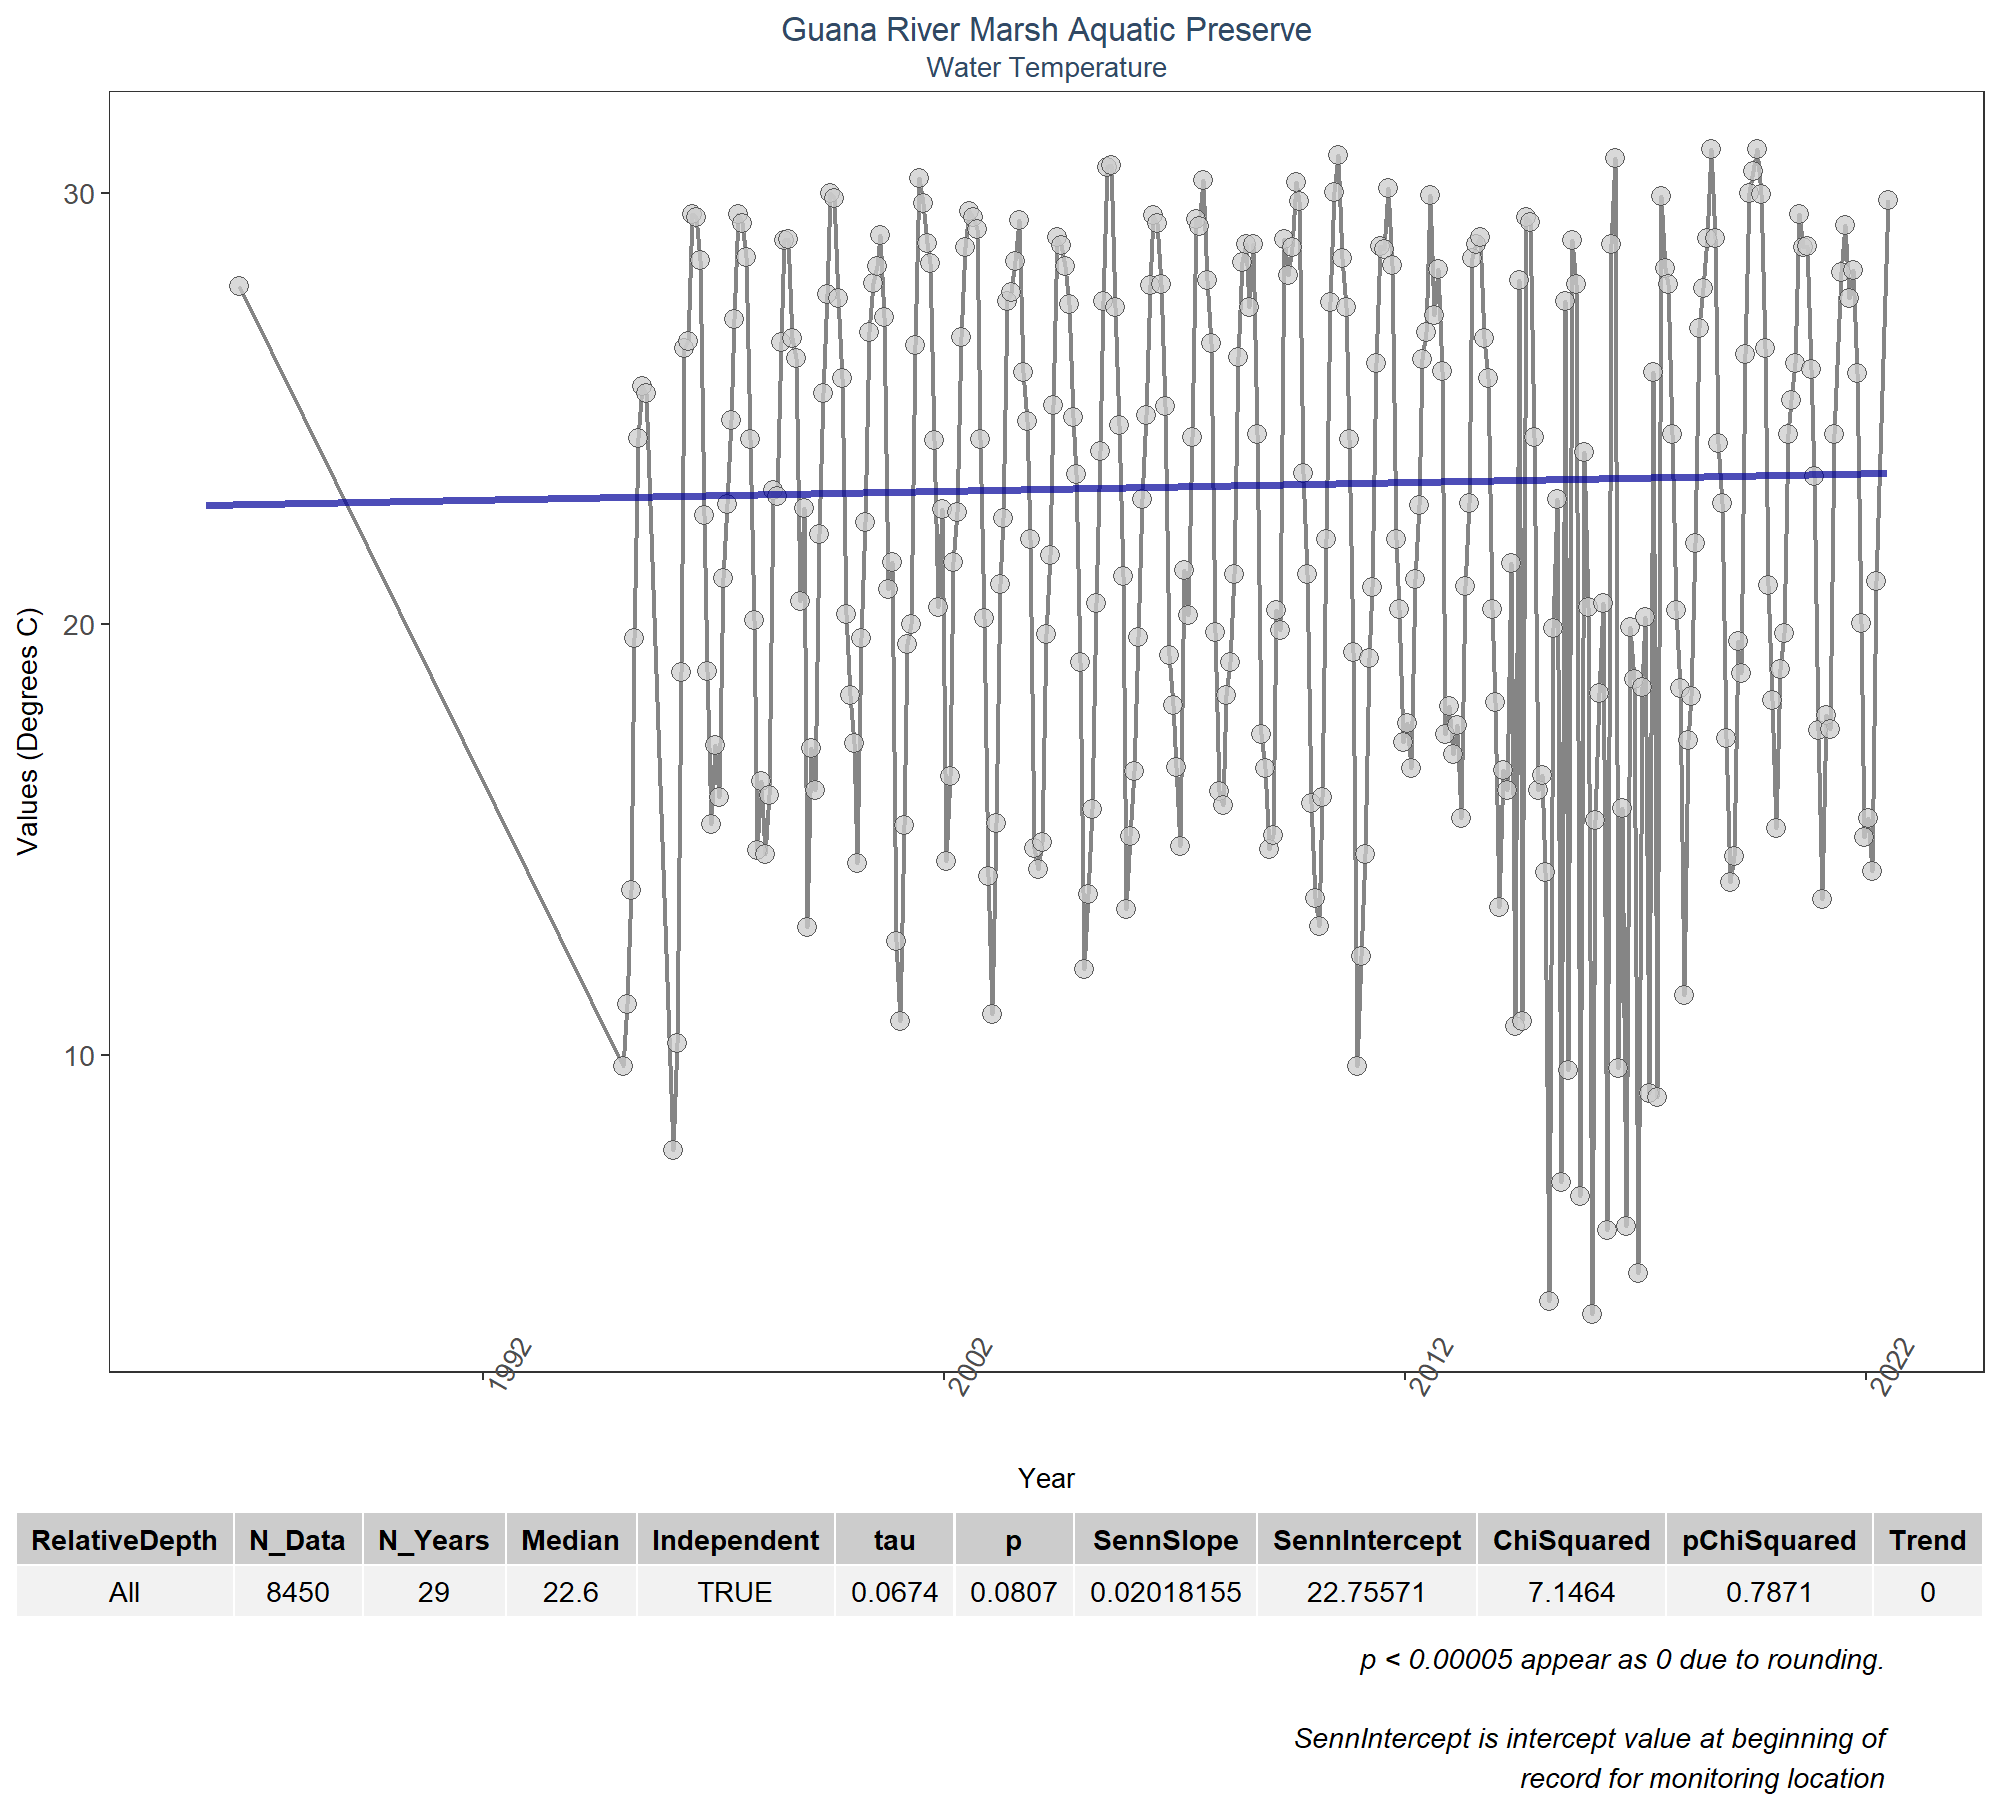 Guana River Marsh Aquatic Preserve
Water Temperature
Values (Degrees C)
30
20
10
1992
2002
2012
2022
Year
RelativeDepth N_Data N_Years Median Independent tau p SennSlope SennIntercept ChiSquared pChiSquared Trend
All 8450 29 22.6 TRUE 0.0674 0.0807 0.02018155 22.75571 7.1464 0.7871 0
p < 0.00005 appear as 0 due to rounding.
SennIntercept is intercept value at beginning of
record for monitoring location